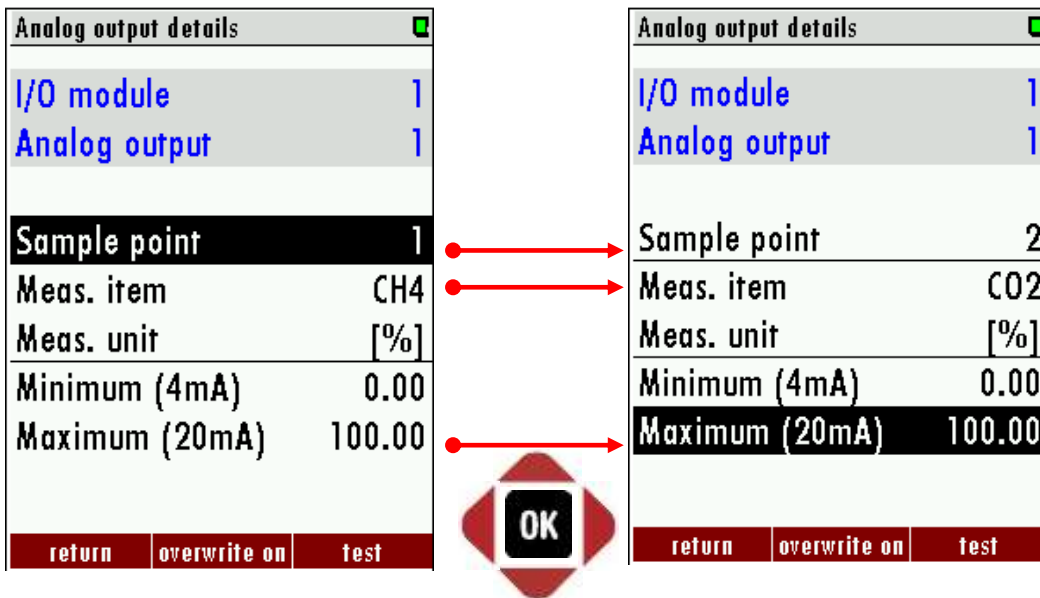 Analog output details
I/O module 1
Analog output 1
Sample point 1
Meas. item CH4
Meas. unit [%]
Minimum (4mA) 0.00
Maximum (20mA) 100.00
return overwrite on test
OK
Analog output details
I/O module 1
Analog output 1
Sample point 2
Meas. item CO2
Meas. unit [%]
Minimum (4mA) 0.00
Maximum (20mA) 100.00
return overwrite on test